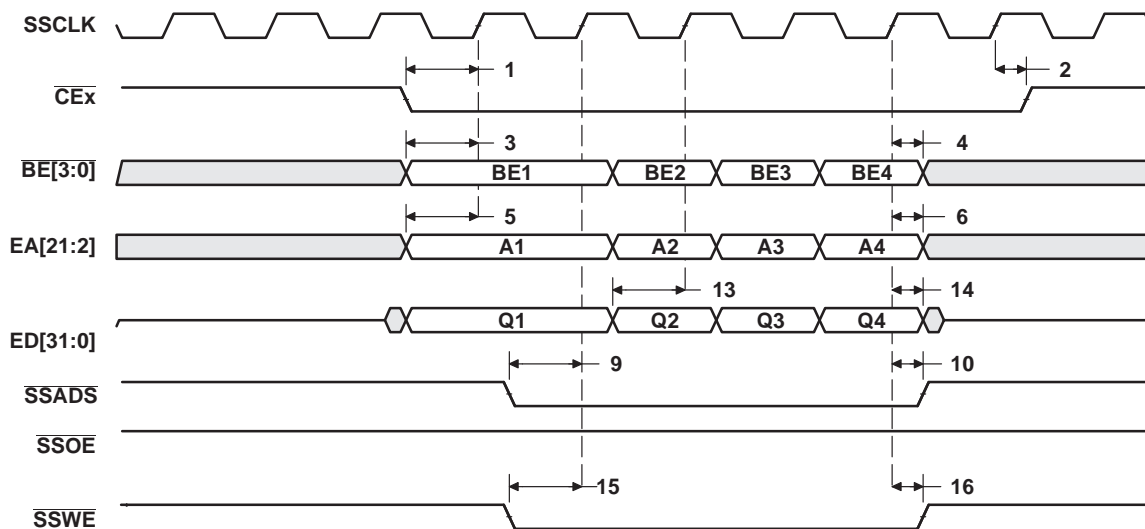 SSCLK
1 2
CEx
3 4
BE[3:0] BE1 BE2 BE3 BE4
5 6
EA[21:2] A1 A2 A3 A4
13 14
Q1 Q2 Q3 Q4
ED[31:0]
9 10
SSADS
SSOE
15 16
SSWE